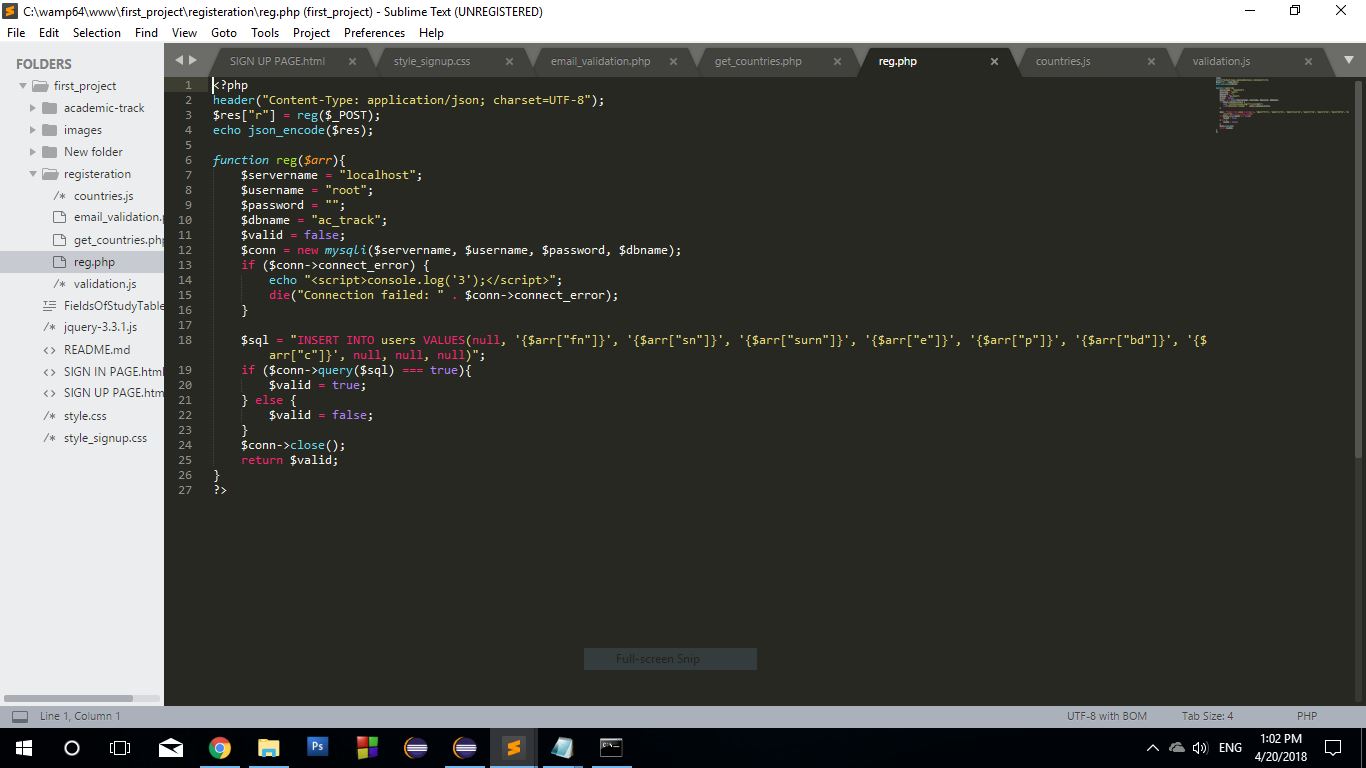 C:\wamp64\www\first_project\registeration\reg.php (first_project) - Sublime Text (UNREGISTERED)
File Edit Selection Find View Goto Tools Project Preferences Help
FOLDERS
first_project
academic-track
images
New folder
registeration
countries.js
email_validation.p
get_countries.php
reg.php
validation.js
FieldsOfStudyTable
jquery-3.3.1.js
README.md
SIGN IN PAGE.html
SIGN UP PAGE.htm
style.css
style_signup.css
SIGN UP PAGE.html style_signup.css email_validation.php get_countries.php reg.php countries.js validation.js
1 <?php
2 header("Content-Type: application/json; charset=UTF-8");
3 $res["r"] = reg($_POST);
4 echo json_encode($res);
5
6 function reg($arr){
7 $servername = "localhost";
8 $username = "root";
9 $password = "";
10 $dbname = "ac_track";
11 $valid = false;
12 $conn = new mysqli($servername, $username, $password, $dbname);
13 if ($conn->connect_error) {
14 echo "<script>console.log('3');</script>";
15 die("Connection failed: " . $conn->connect_error);
16 }
17
18 $sql = "INSERT INTO users VALUES(null, '{$arr["fn"]}', '{$arr["sn"]}', '{$arr["surn"]}', '{$arr["e"]}', '{$arr["p"]}', '{$arr["bd"]}', '{$
arr["c"]}', null, null, null)";
19 if ($conn->query($sql) === true){
20 $valid = true;
21 } else {
22 $valid = false;
23 }
24 $conn->close();
25 return $valid;
26 }
27 ?>
Full-screen Snip
Line 1, Column 1 UTF-8 with BOM Tab Size: 4 PHP
Ps
ENG
1:02 PM
4/20/2018